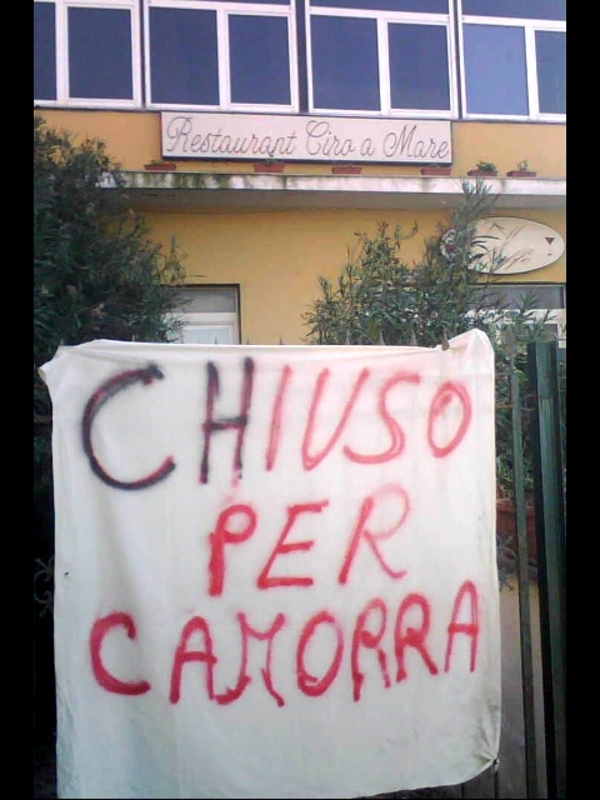 Restaurant Ciro a Mare
CHIUSO
PER
CAMORRA